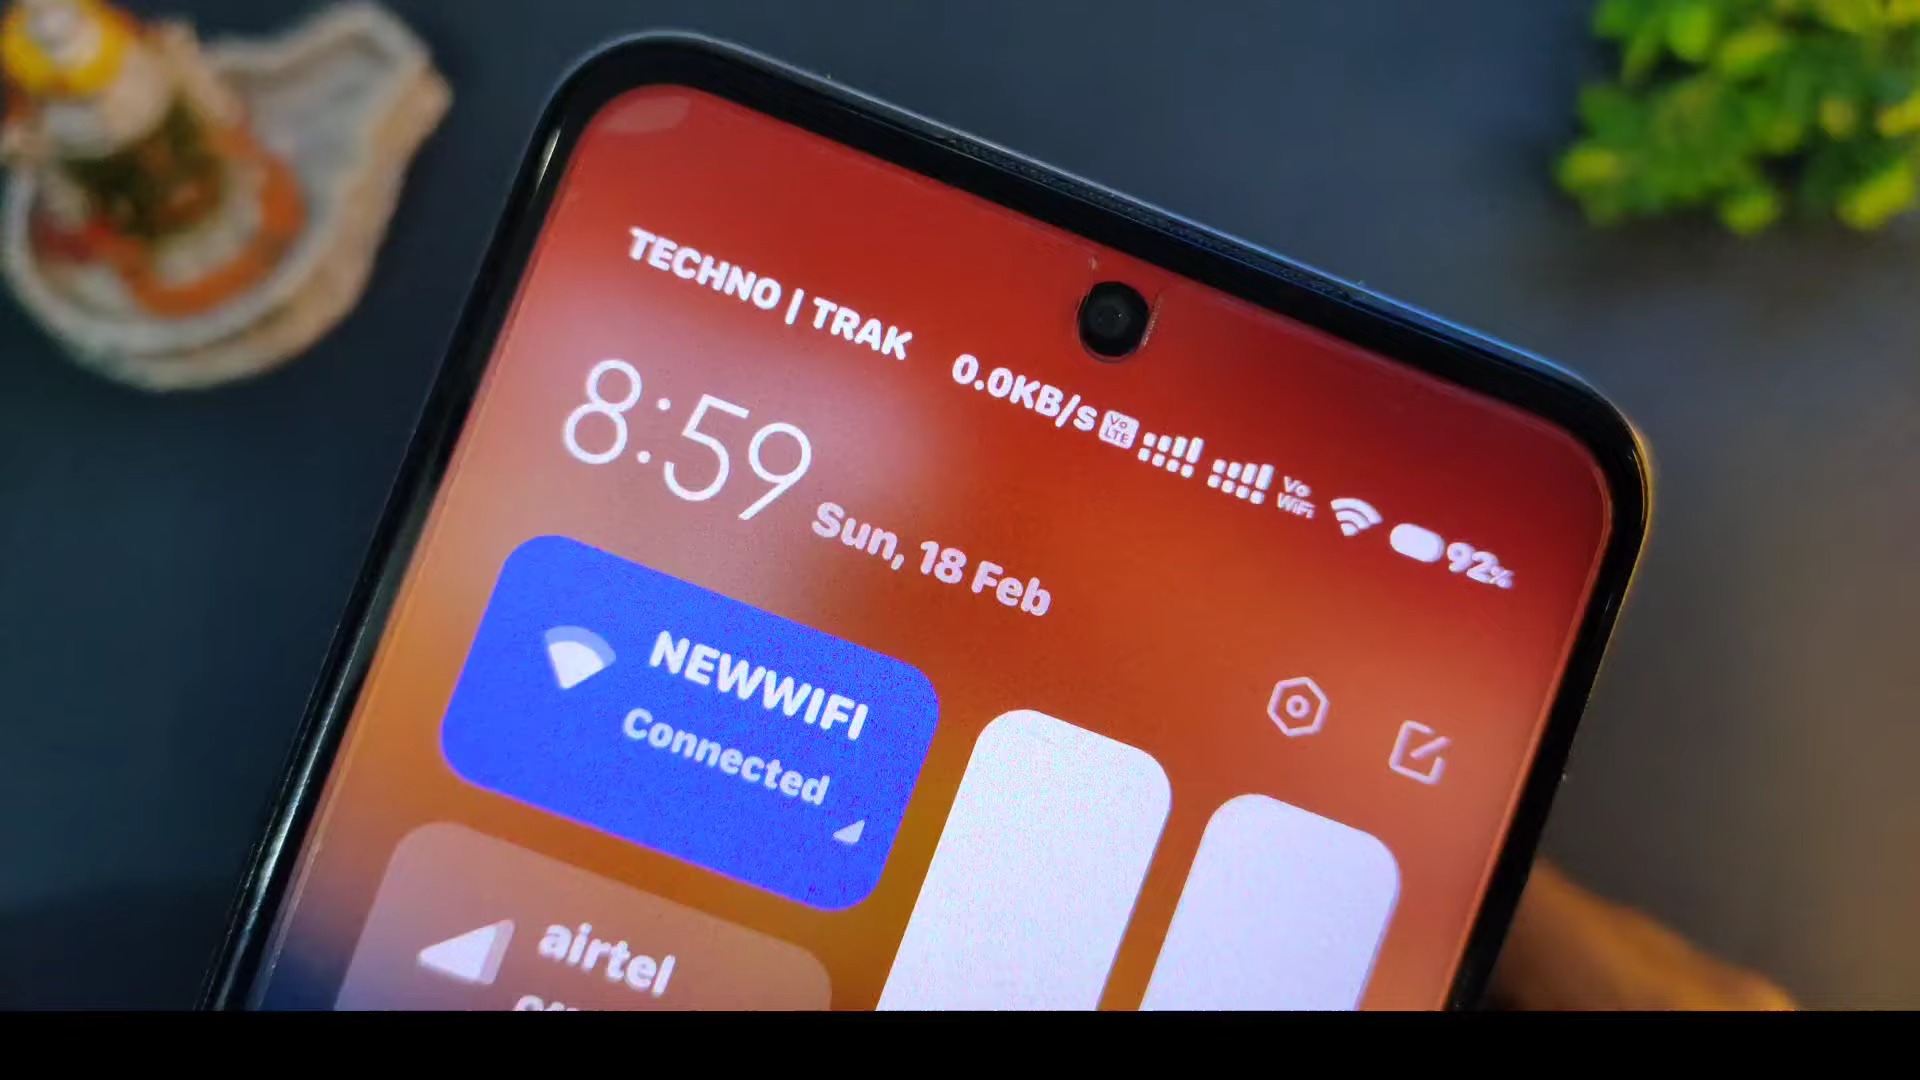 TECHNO | TRAK
0.0KB/s Vo LTE Vo WiFi 92%
8:59 Sun, 18 Feb
NEWWIFI
Connected
airtel